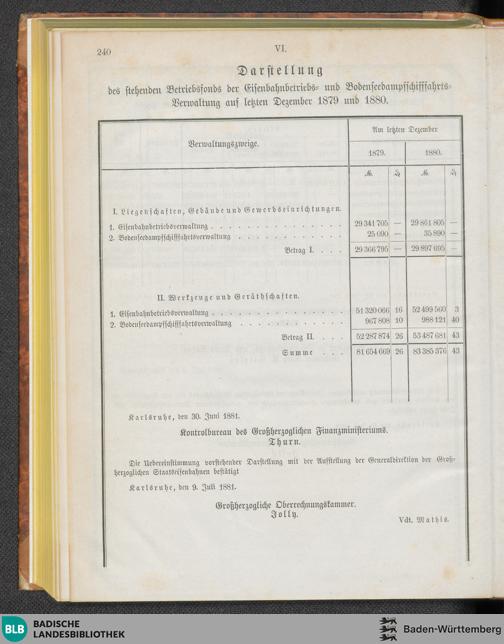 240
VI.
Darſtellung
des ſtehenden Betriebsfonds der Eiſenbahnbetriebs- und Bodenſeedampfſchifffahrts-
Verwaltung auf letzten Dezember 1879 und 1880.
Verwaltungszweige.
Am letzten Dezember
1879. 1880.
ℳ ₰ ℳ ₰
I. Liegenſchaften, Gebäude und Gewerbseinrichtungen.
1. Eiſenbahnbetriebsverwaltung . . . 29 341 705 — 29 861 805 —
2. Bodenſeedampfſchifffahrtsverwaltung . . . 25 090 — 35 890 —
Betrag I. . . . 29 366 795 — 29 897 695 —
II. Werkzeuge und Geräthſchaften.
1. Eiſenbahnbetriebsverwaltung . . . 51 320 066 16 52 499 560 3
2. Bodenſeedampfſchifffahrtsverwaltung . . . 967 808 10 988 121 40
Betrag II. . . . 52 287 874 26 53 487 681 43
Summe . . . 81 654 669 26 83 385 376 43
Karlsruhe, den 30. Juni 1881.
Kontrolbureau des Großherzoglichen Finanzminiſteriums.
Thurn.
Die Uebereinſtimmung vorſtehender Darſtellung mit der Aufſtellung der Generaldirektion der Groß-
herzoglichen Staatseiſenbahnen beſtätigt
Karlsruhe, den 9. Juli 1881.
Großherzogliche Oberrechnungskammer.
Jolly.
Vdt. Mathis.
BLB
BADISCHE
LANDESBIBLIOTHEK
Baden-Württemberg